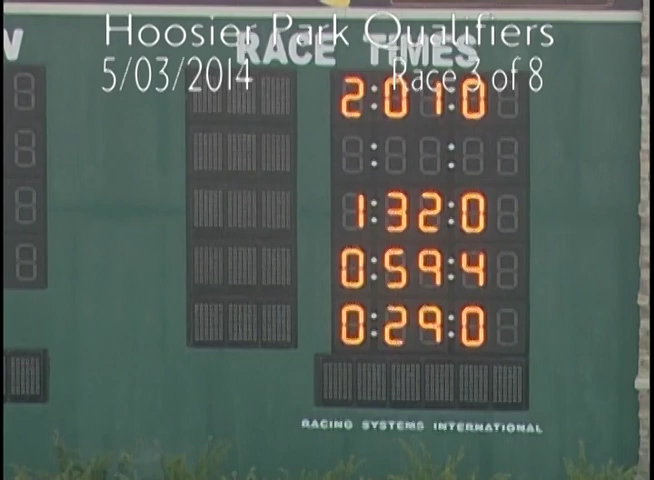 Hoosier Park Qualifiers
W RACE TIMES
5/03/2014 Race 3 of 8
2:01:0
: :
1:32:0
0:59:4
0:29:0
RACING SYSTEMS INTERNATIONAL